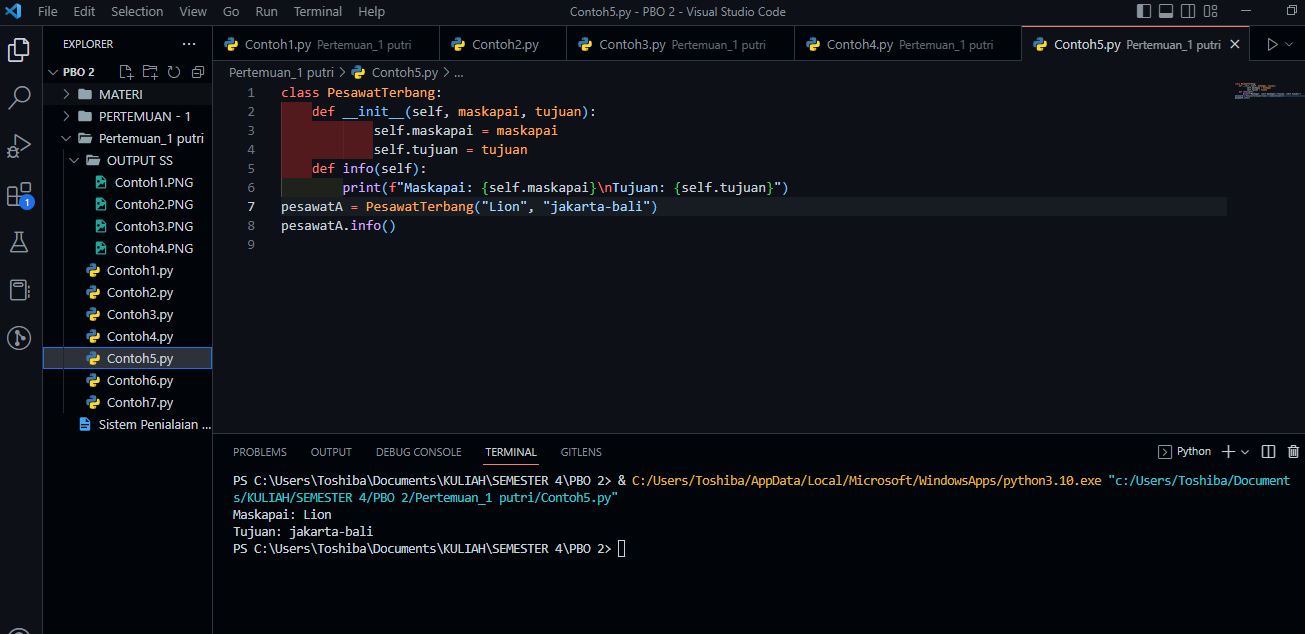 File Edit Selection View Go Run Terminal Help Contoh5.py - PBO 2 - Visual Studio Code
EXPLORER
PBO 2
MATERI
PERTEMUAN - 1
Pertemuan_1 putri
OUTPUT SS
Contoh1.PNG
Contoh2.PNG
Contoh3.PNG
Contoh4.PNG
Contoh1.py
Contoh2.py
Contoh3.py
Contoh4.py
Contoh5.py
Contoh6.py
Contoh7.py
Sistem Penialaian ...
1
Contoh1.py Pertemuan_1 putri Contoh2.py Contoh3.py Pertemuan_1 putri Contoh4.py Pertemuan_1 putri Contoh5.py Pertemuan_1 putri
Pertemuan_1 putri > Contoh5.py > ...
1 class PesawatTerbang:
2 def __init__(self, maskapai, tujuan):
3 self.maskapai = maskapai
4 self.tujuan = tujuan
5 def info(self):
6 print(f"Maskapai: {self.maskapai}\nTujuan: {self.tujuan}")
7 pesawatA = PesawatTerbang("Lion", "jakarta-bali")
8 pesawatA.info()
9
PROBLEMS OUTPUT DEBUG CONSOLE TERMINAL GITLENS Python
PS C:\Users\Toshiba\Documents\KULIAH\SEMESTER 4\PBO 2> & C:/Users/Toshiba/AppData/Local/Microsoft/WindowsApps/python3.10.exe "c:/Users/Toshiba/Document
s/KULIAH/SEMESTER 4/PBO 2/Pertemuan_1 putri/Contoh5.py"
Maskapai: Lion
Tujuan: jakarta-bali
PS C:\Users\Toshiba\Documents\KULIAH\SEMESTER 4\PBO 2>